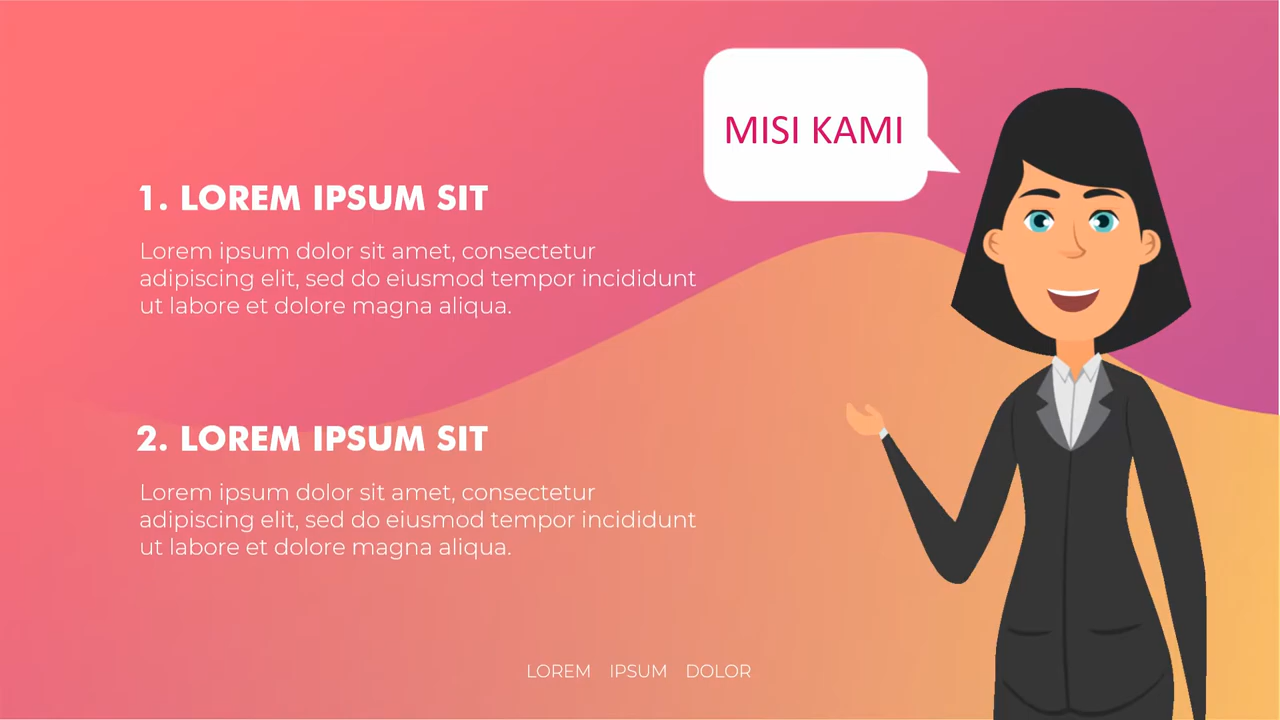 MISI KAMI
1. LOREM IPSUM SIT
Lorem ipsum dolor sit amet, consectetur
adipiscing elit, sed do eiusmod tempor incididunt
ut labore et dolore magna aliqua.
2. LOREM IPSUM SIT
Lorem ipsum dolor sit amet, consectetur
adipiscing elit, sed do eiusmod tempor incididunt
ut labore et dolore magna aliqua.
LOREM IPSUM DOLOR